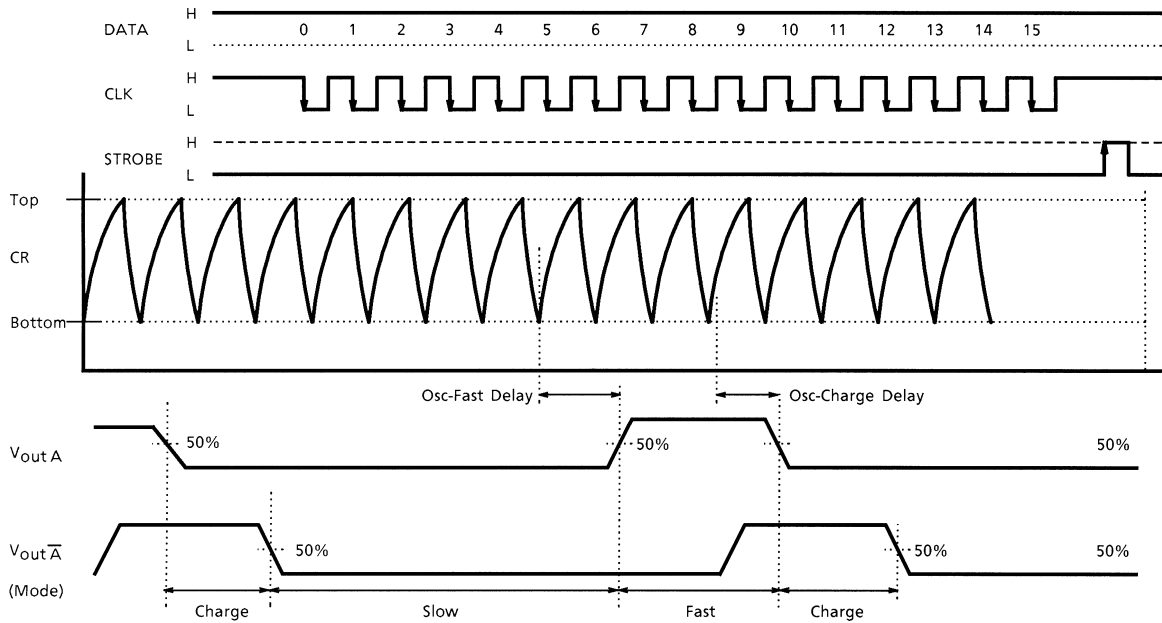 H
DATA 0 1 2 3 4 5 6 7 8 9 10 11 12 13 14 15
L
H
CLK
L
H
STROBE
L
Top
CR
Bottom
Osc-Fast Delay Osc-Charge Delay
Vout A 50% 50% 50%
Vout A̅ 50% 50% 50%
(Mode) Charge Slow Fast Charge